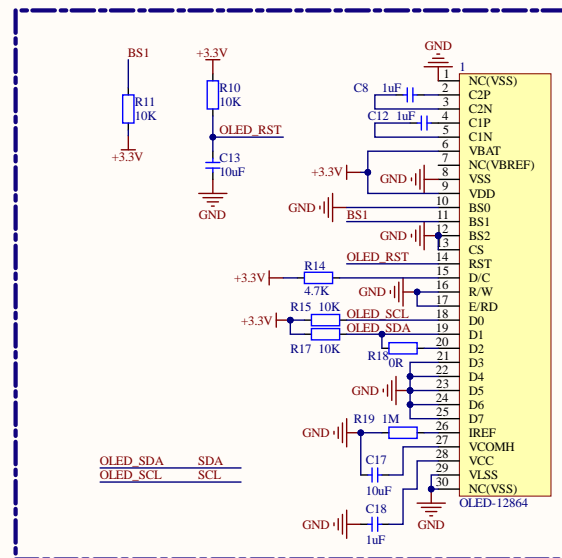 BS1
R11
10K
+3.3V
+3.3V
R10
10K
OLED_RST
C13
10uF
GND
GND
1
1 NC(VSS)
C8 1uF
2 C2P
3 C2N
C12 1uF
4 C1P
5 C1N
6 VBAT
7 NC(VBREF)
+3.3V
GND 8 VSS
9 VDD
GND 10 BS0
BS1 11 BS1
GND 12 BS2
13 CS
OLED_RST 14 RST
R14
+3.3V 15 D/C
4.7K
GND 16 R/W
17 E/RD
R15 10K OLED_SCL 18 D0
+3.3V
OLED_SDA 19 D1
R17 10K
R18 0R 20 D2
21 D3
22 D4
GND 23 D5
24 D6
25 D7
R19 1M
GND 26 IREF
27 VCOMH
28 VCC
C17
10uF
29 VLSS
30 NC(VSS)
OLED-12864
C18
GND
1uF
GND
OLED_SDA SDA
OLED_SCL SCL